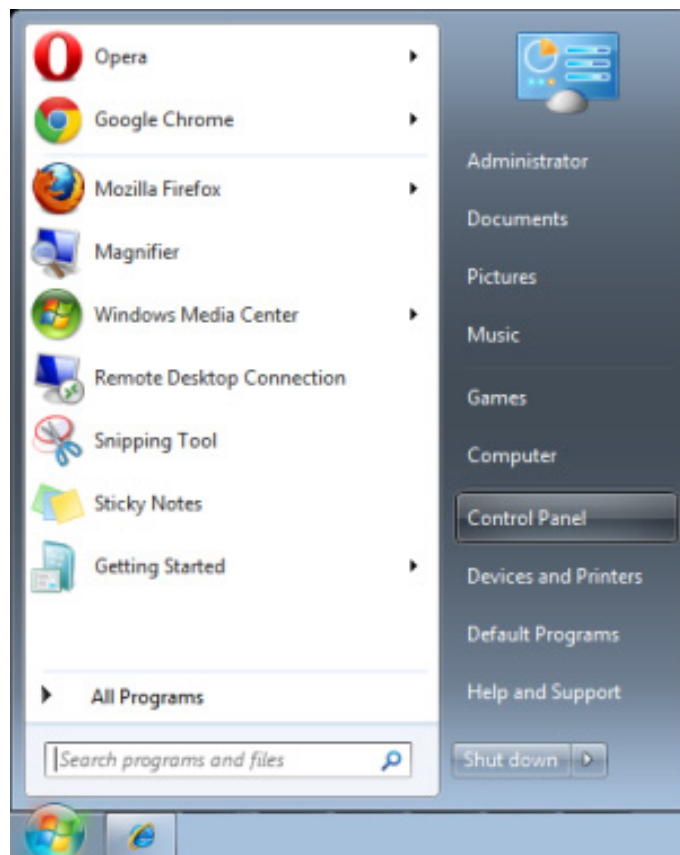 Opera
Google Chrome
Mozilla Firefox
Magnifier
Windows Media Center
Remote Desktop Connection
Snipping Tool
Sticky Notes
Getting Started
All Programs
Search programs and files
Administrator
Documents
Pictures
Music
Games
Computer
Control Panel
Devices and Printers
Default Programs
Help and Support
Shut down